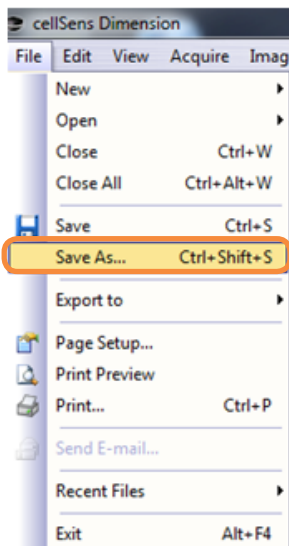 cellSens Dimension
File Edit View Acquire Imag
New
Open
Close Ctrl+W
Close All Ctrl+Alt+W
Save Ctrl+S
Save As... Ctrl+Shift+S
Export to
Page Setup...
Print Preview
Print... Ctrl+P
Send E-mail...
Recent Files
Exit Alt+F4